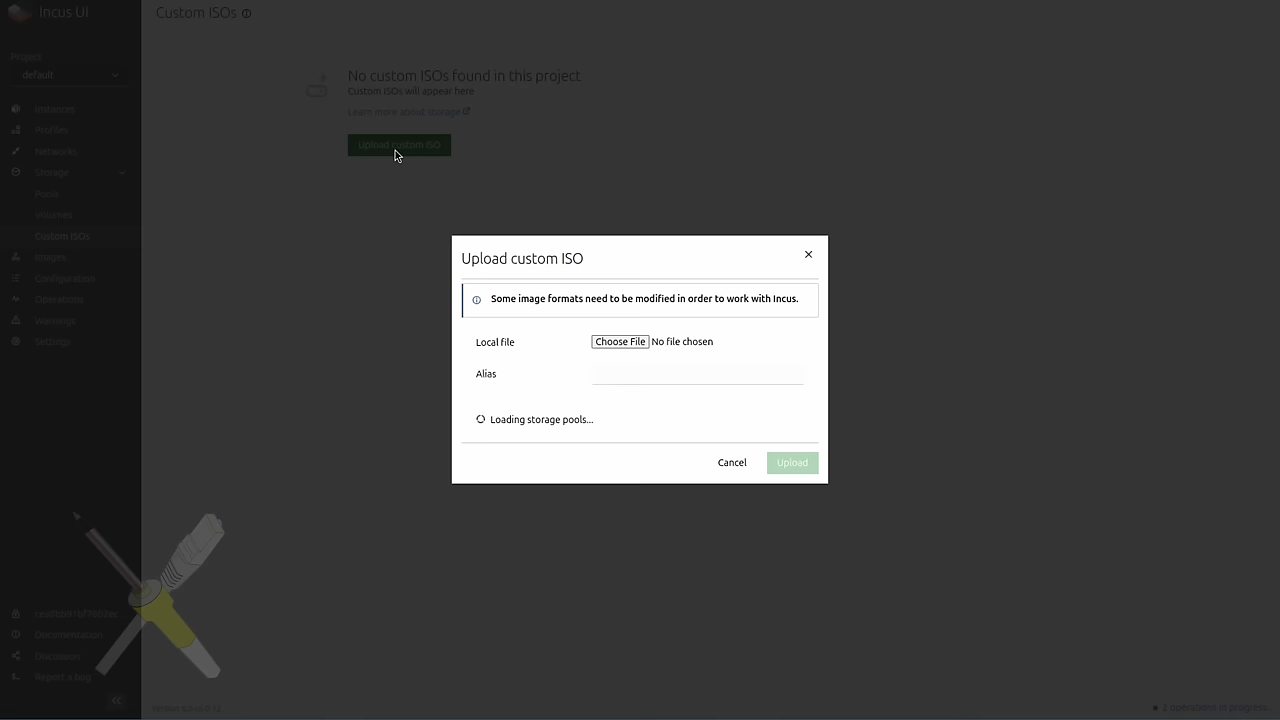 Incus UI
Custom ISOs
Project
default
Instances
Profiles
Networks
Storage
Pools
Volumes
Custom ISOs
Images
Configuration
Operations
Warnings
Settings
Documentation
Discussion
Report a bug
No custom ISOs found in this project
Custom ISOs will appear here
Learn more about storage
Upload custom ISO
Upload custom ISO
Some image formats need to be modified in order to work with Incus.
Local file
Choose File No file chosen
Alias
Loading storage pools...
Cancel
Upload
2 operations in progress...